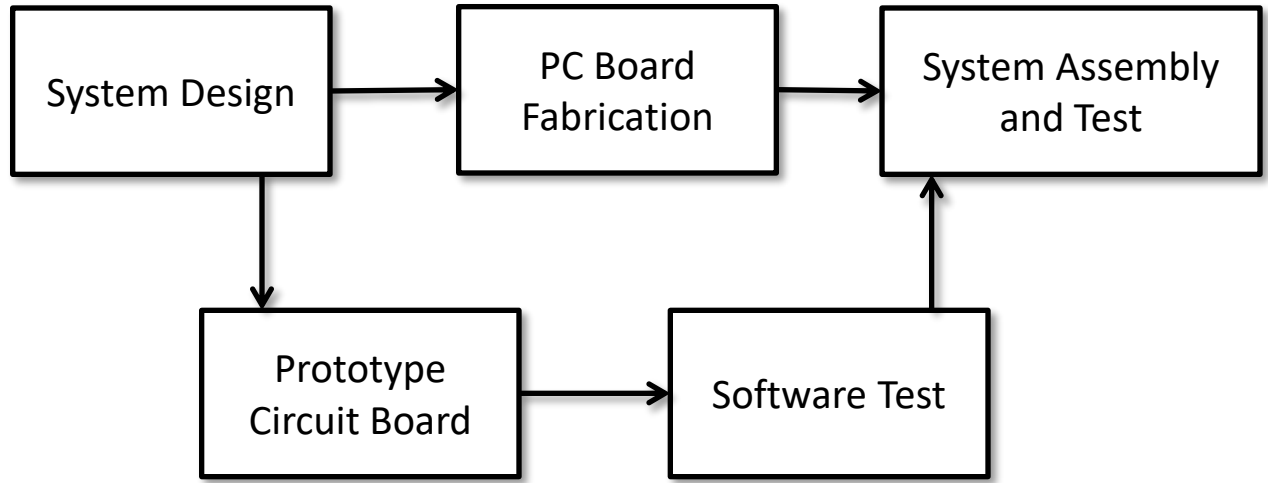 System Design
PC Board
Fabrication
System Assembly
and Test
Prototype
Circuit Board
Software Test